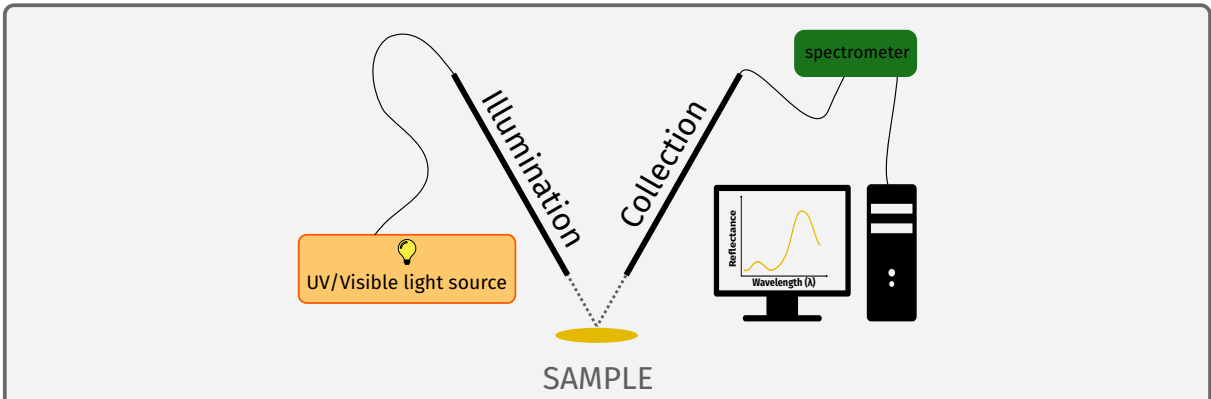 spectrometer
Illumination
Collection
Reflectance
UV/Visible light source
Wavelength (λ)
SAMPLE